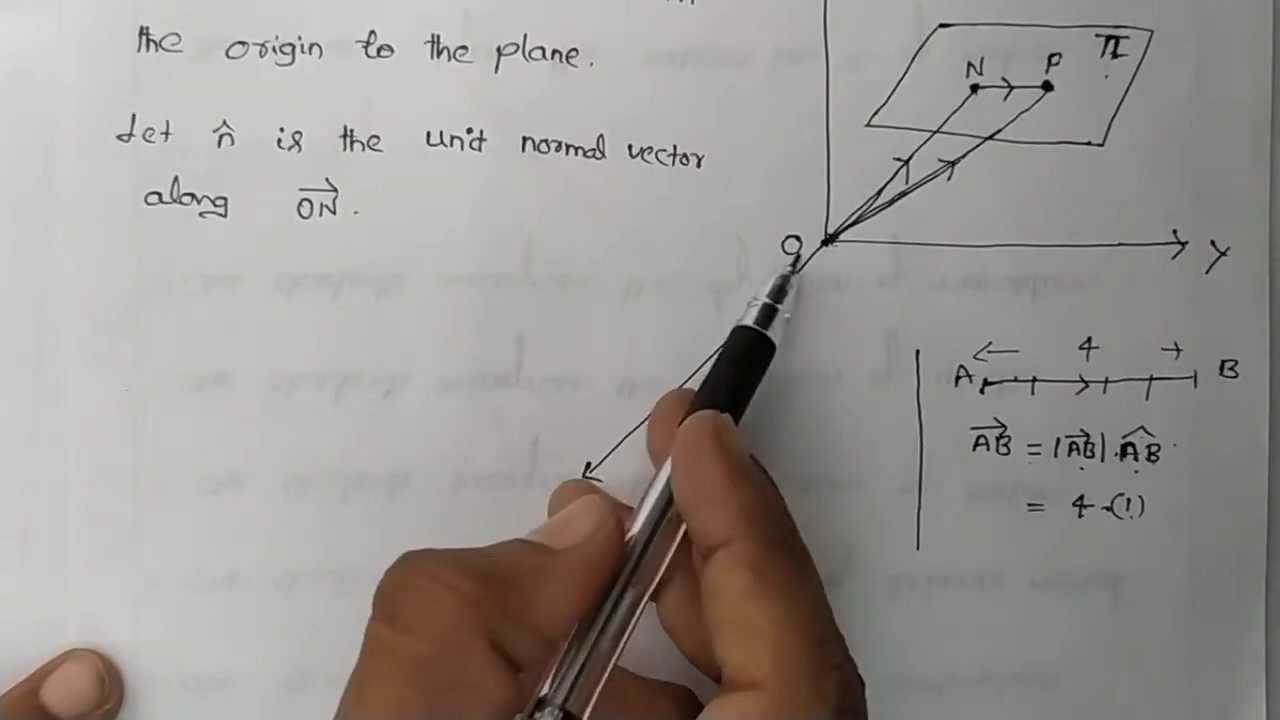 the origin to the plane.
Let n̂ is the unit normal vector
along →ON.
π
N P
O
Y
← 4 →
A B
→AB = |→AB| . ^AB
= 4 . (1)